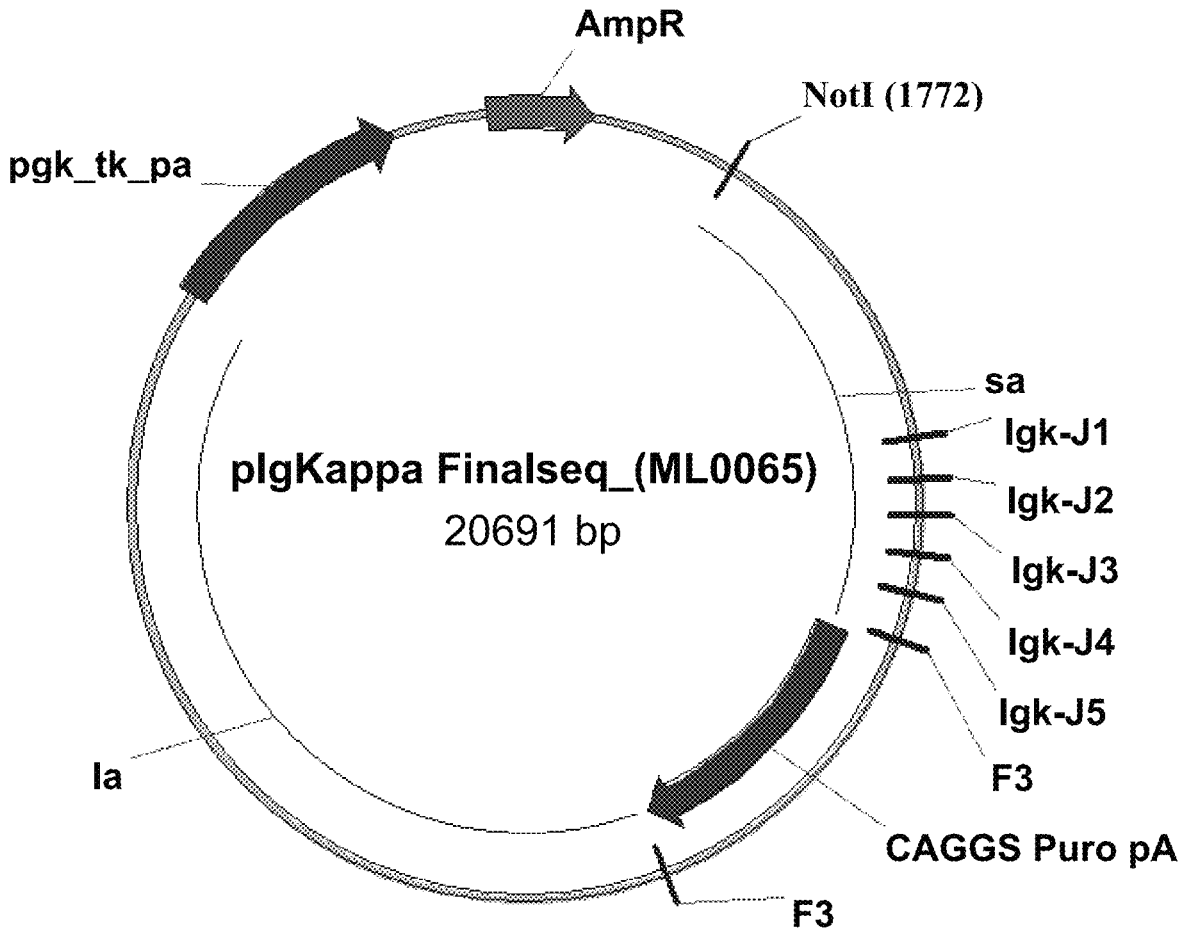 AmpR
NotI (1772)
pgk_tk_pa
sa
Igk-J1
pIgKappa Finalseq_(ML0065)
Igk-J2
20691 bp
Igk-J3
Igk-J4
Igk-J5
la
F3
CAGGS Puro pA
F3